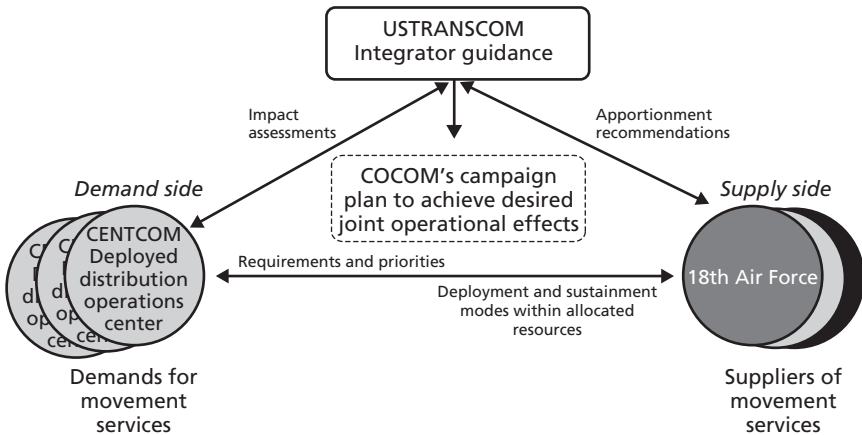 USTRANSCOM
Integrator guidance
Impact
assessments
Apportionment
recommendations
Demand side
COCOM's campaign
plan to achieve desired
joint operational effects
Supply side
CENTCOM
Deployed
distribution
operations
center
18th Air Force
Requirements and priorities
Deployment and sustainment
modes within allocated
resources
Demands for
movement
services
Suppliers of
movement
services